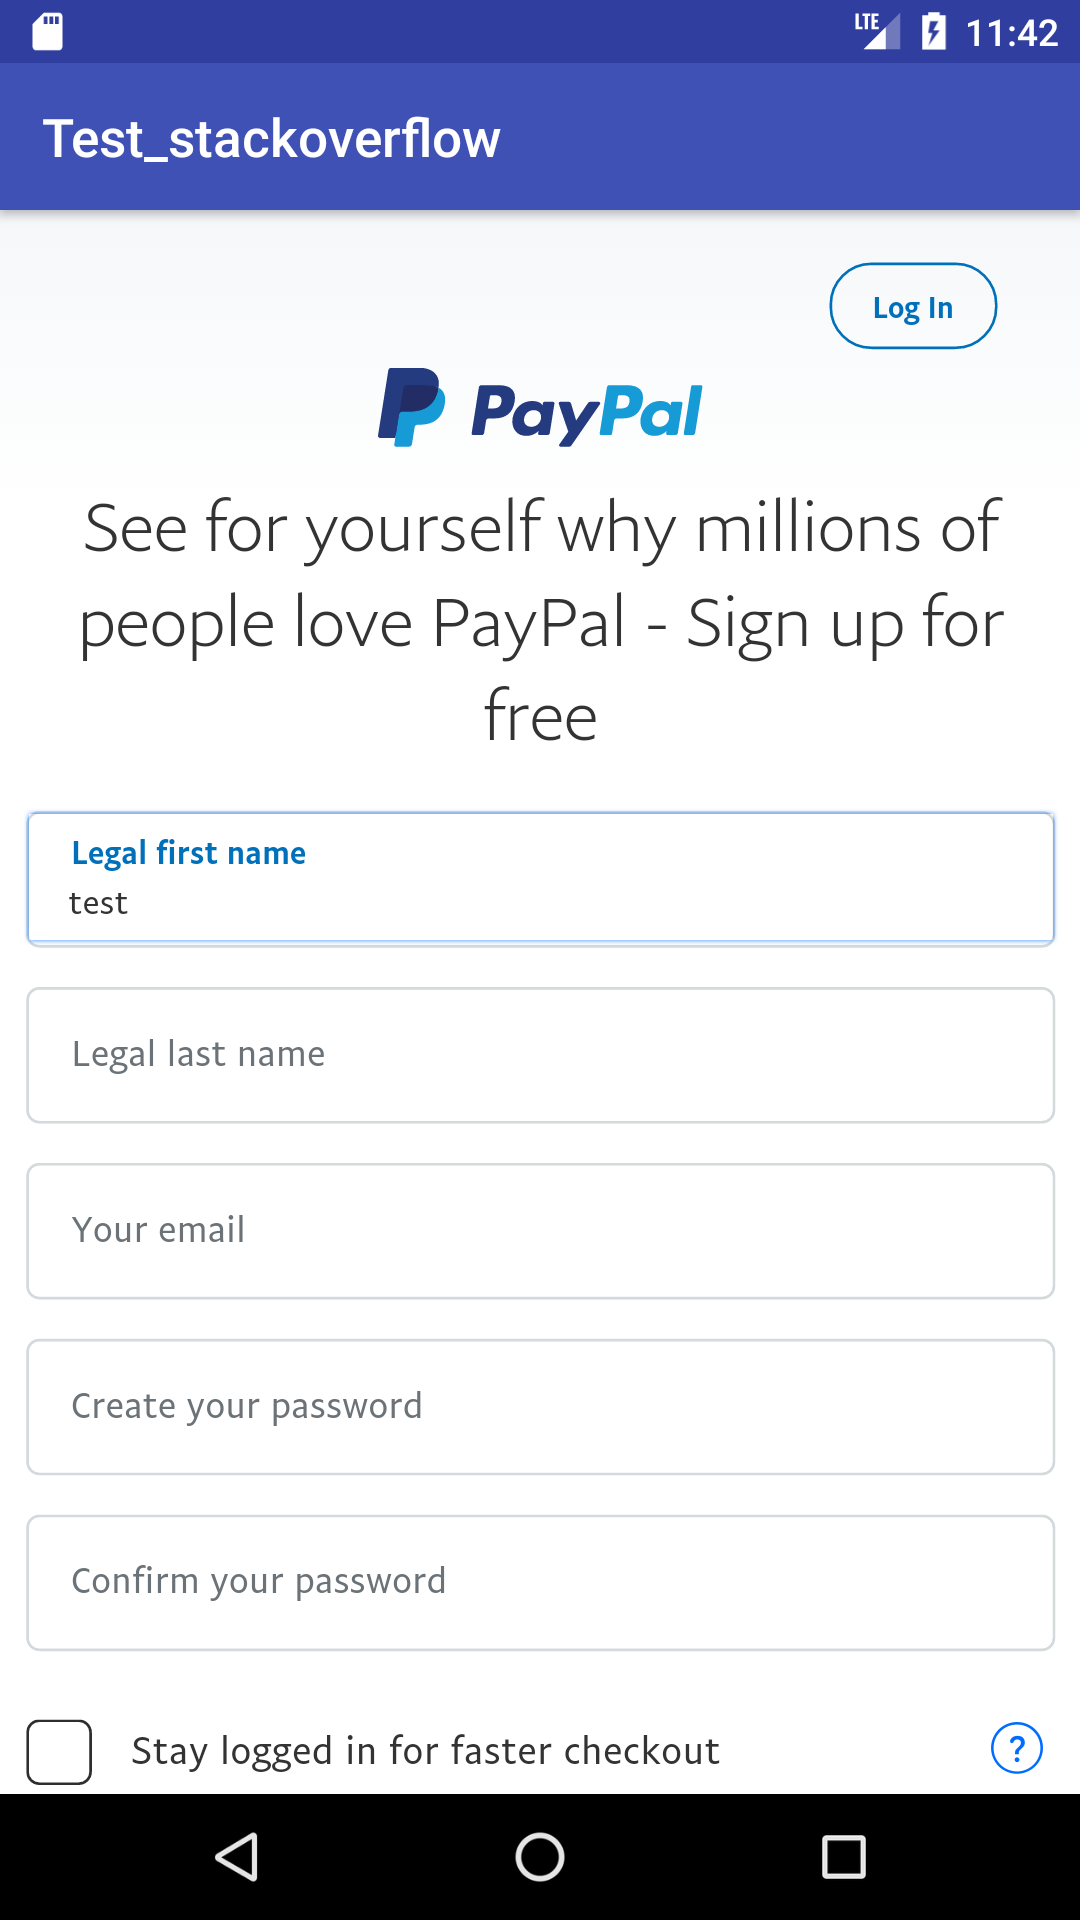 LTE 11:42
Test_stackoverflow
Log In
PayPal
See for yourself why millions of
people love PayPal - Sign up for
free
Legal first name
test
Legal last name
Your email
Create your password
Confirm your password
Stay logged in for faster checkout ?